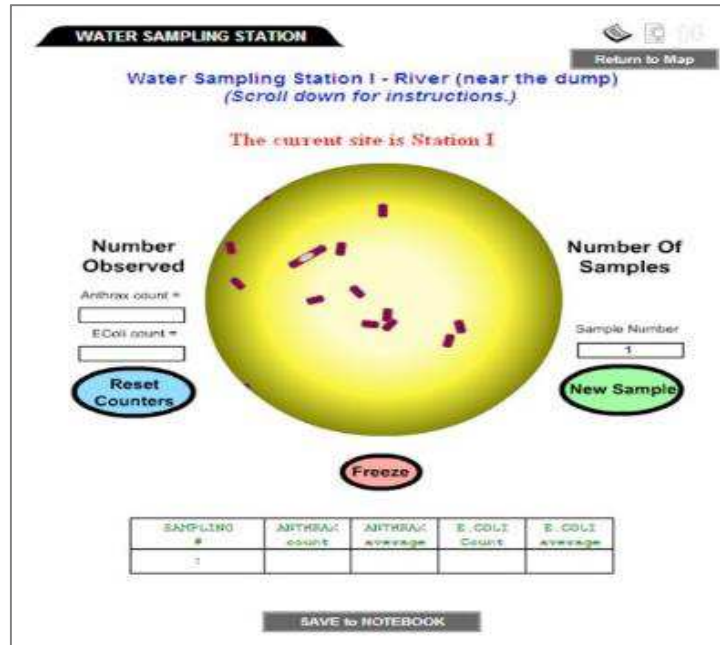 WATER SAMPLING STATION
Return to Map
Water Sampling Station I - River (near the dump)
(Scroll down for instructions.)
The current site is Station I
Number
Observed
Anthrax count =
EColi count =
Reset
Counters
Number Of
Samples
Sample Number
1
New Sample
Freeze
SAMPLING
#
ANTHRAX
count
ANTHRAX
average
E.COLI
Count
E.COLI
average
1
SAVE to NOTEBOOK